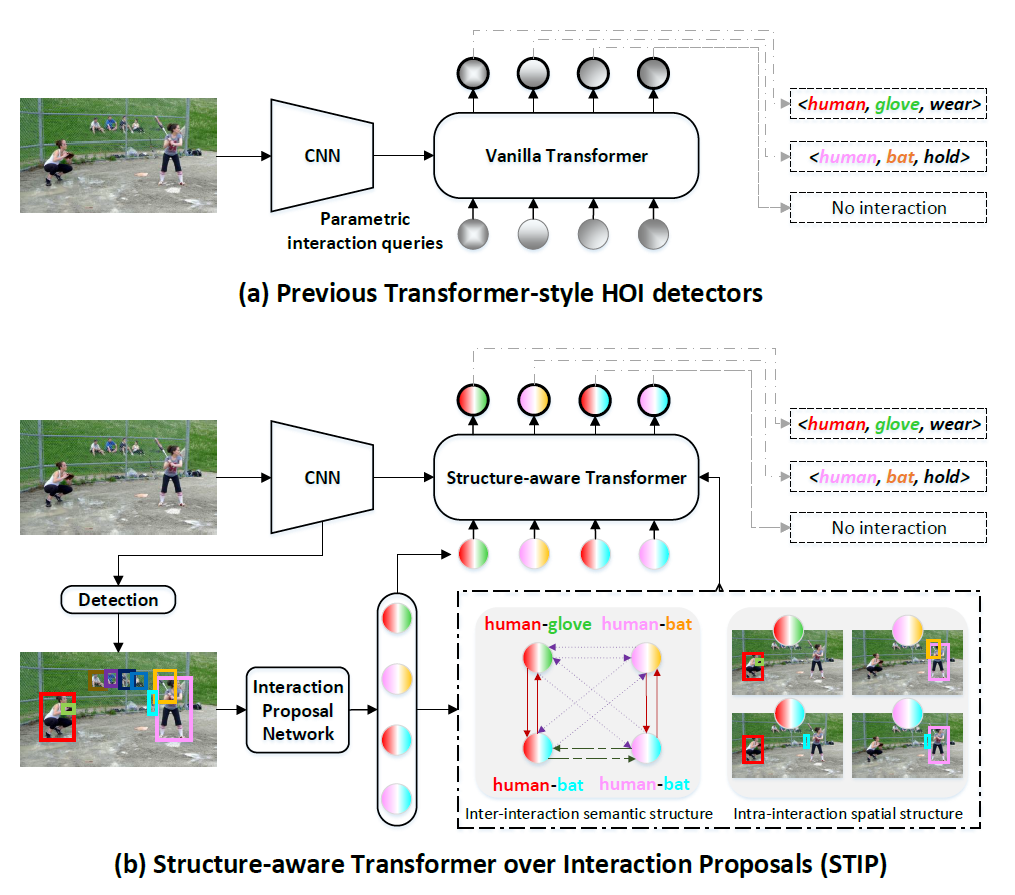 <human, glove, wear>
CNN
Vanilla Transformer
<human, bat, hold>
No interaction
Parametric
interaction queries
(a) Previous Transformer-style HOI detectors
<human, glove, wear>
CNN
Structure-aware Transformer
<human, bat, hold>
No interaction
Detection
human-glove human-bat
Interaction
Proposal
Network
human-bat human-bat
Inter-interaction semantic structure
Intra-interaction spatial structure
(b) Structure-aware Transformer over Interaction Proposals (STIP)